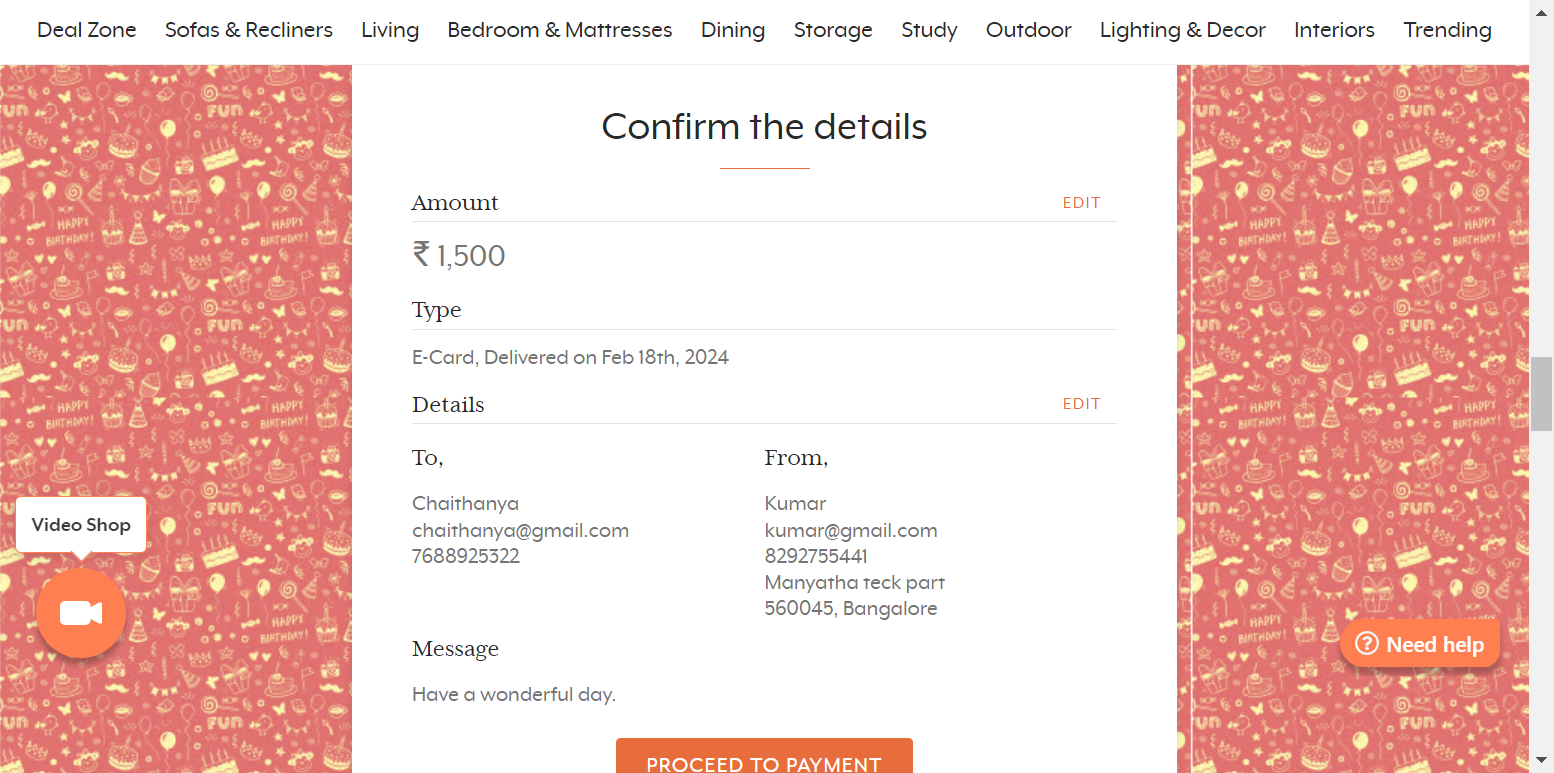 Deal Zone Sofas & Recliners Living Bedroom & Mattresses Dining Storage Study Outdoor Lighting & Decor Interiors Trending
Confirm the details
Amount EDIT
₹ 1,500
Type
E-Card, Delivered on Feb 18th, 2024
Details EDIT
To,
Chaithanya
chaithanya@gmail.com
7688925322
From,
Kumar
kumar@gmail.com
8292755441
Manyatha teck part
560045, Bangalore
Message
Have a wonderful day.
PROCEED TO PAYMENT
Video Shop
Need help
FUN
HAPPY
BIRTHDAY!